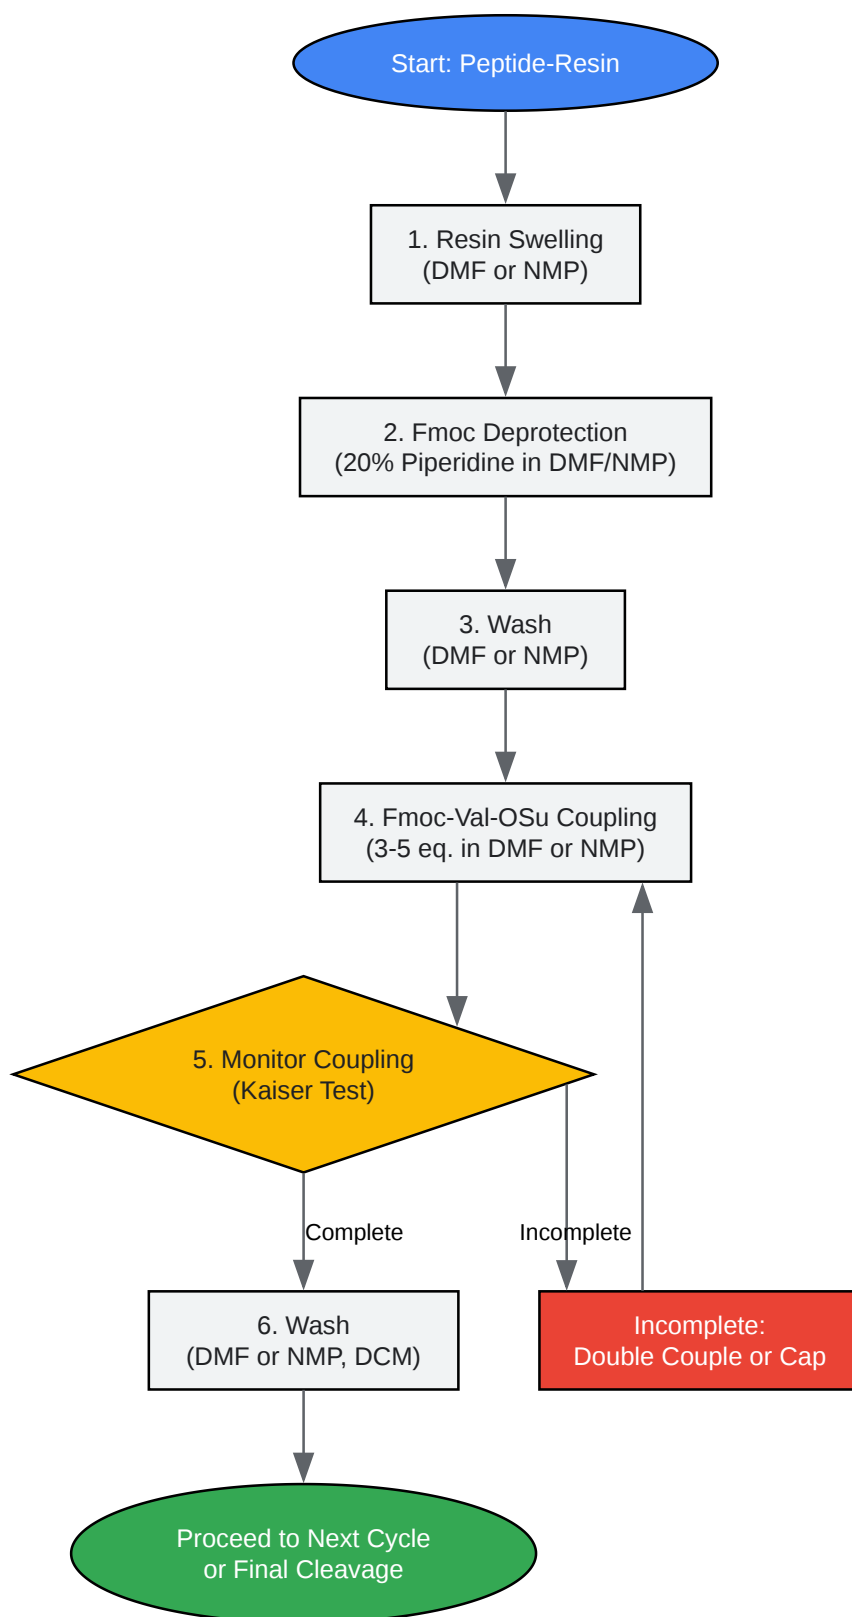 Start: Peptide-Resin
1. Resin Swelling
(DMF or NMP)
2. Fmoc Deprotection
(20% Piperidine in DMF/NMP)
3. Wash
(DMF or NMP)
4. Fmoc-Val-OSu Coupling
(3-5 eq. in DMF or NMP)
5. Monitor Coupling
(Kaiser Test)
Complete
Incomplete
6. Wash
(DMF or NMP, DCM)
Incomplete:
Double Couple or Cap
Proceed to Next Cycle
or Final Cleavage